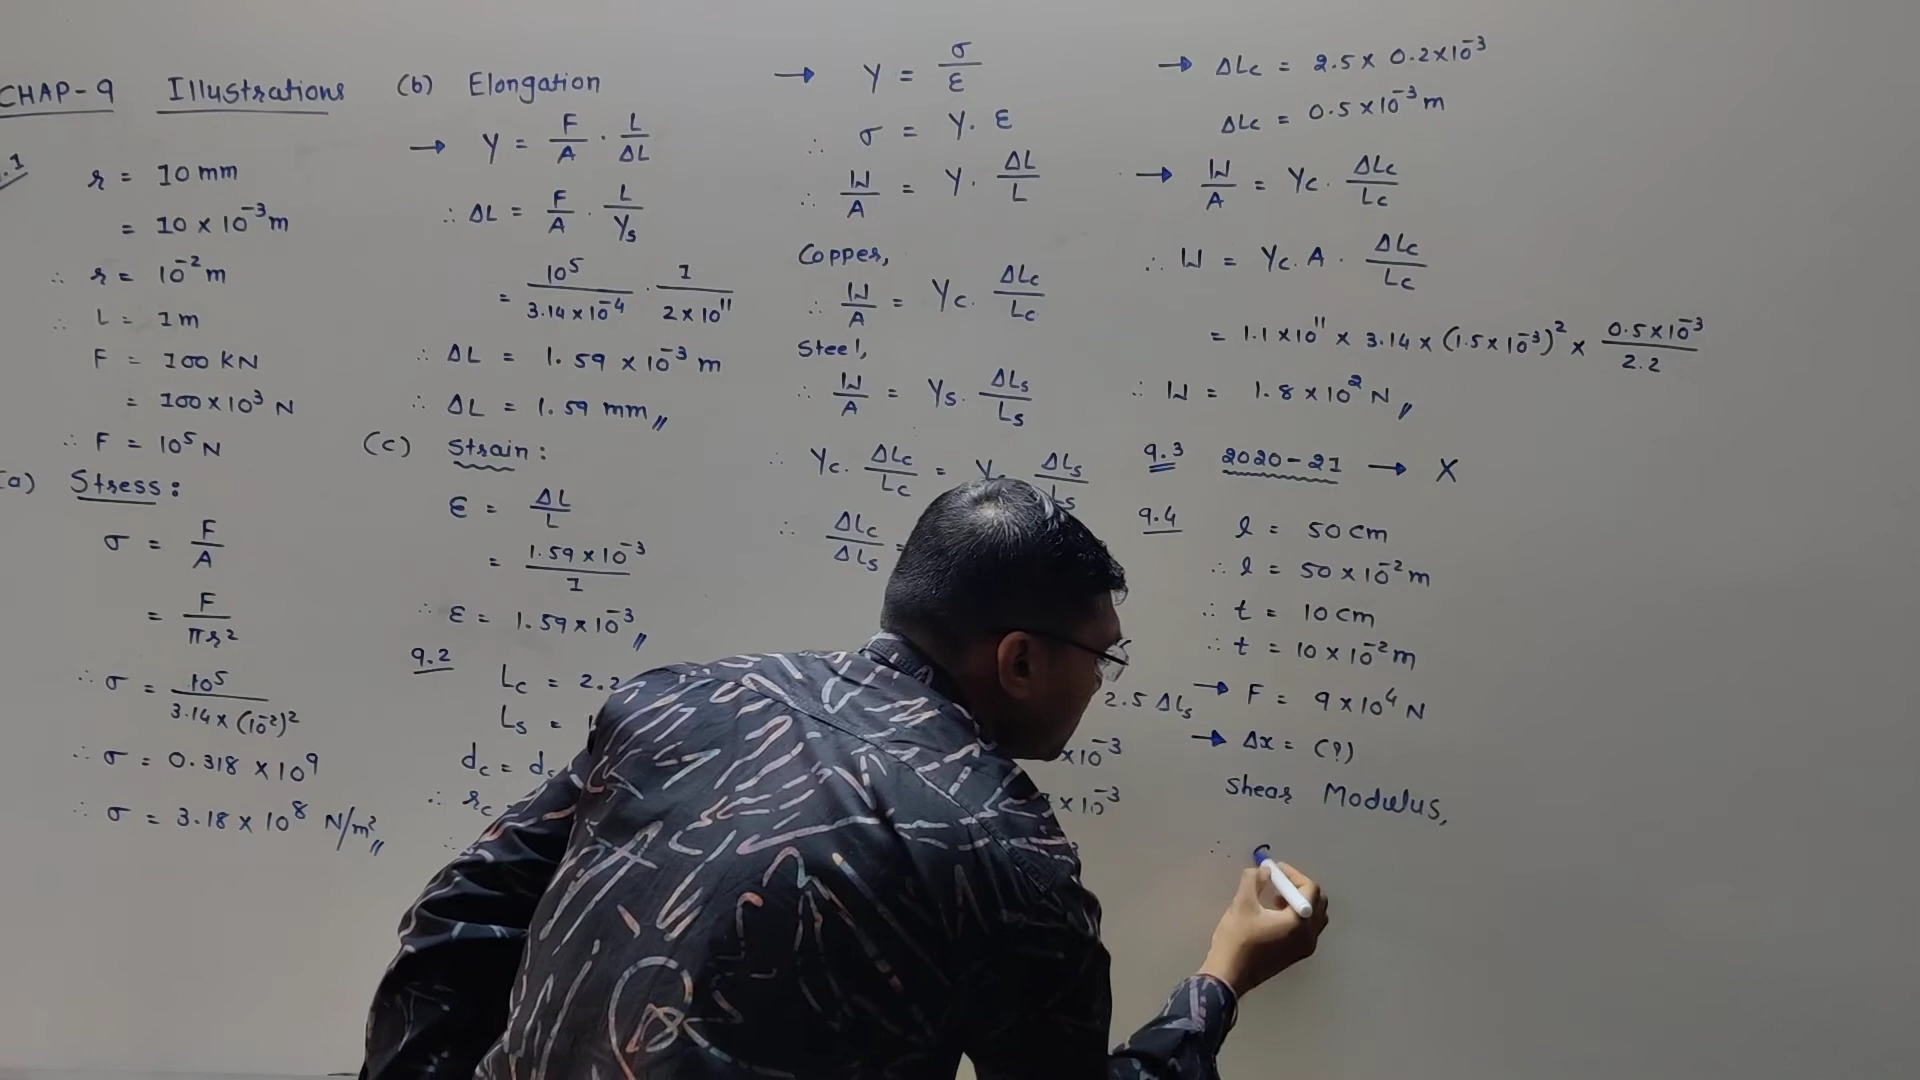 CHAP-9 Illustrations
.1
r = 10 mm
= 10 × 10⁻³ m
∴ r = 10⁻² m
∴ L = 1 m
F = 100 KN
= 100 × 10³ N
∴ F = 10⁵ N
(a) Stress :
σ = F/A
= F/πr²
∴ σ = 10⁵/3.14 × (10⁻²)²
∴ σ = 0.318 × 10⁹
∴ σ = 3.18 × 10⁸ N/m²,,
(b) Elongation
→ Y = F/A · L/ΔL
∴ ΔL = F/A · L/Ys
= 10⁵/3.14 × 10⁻⁴ · 1/2 × 10¹¹
∴ ΔL = 1.59 × 10⁻³ m
∴ ΔL = 1.59 mm,,
(c) Strain :
ε = ΔL/L
= 1.59 × 10⁻³/1
∴ ε = 1.59 × 10⁻³,,
9.2
Lc = 2.2
Ls =
dc = d
∴ rc
∴
→ Y = σ/ε
∴ σ = Y. ε
∴ W/A = Y. ΔL/L
Copper,
∴ W/A = Yc. ΔLc/Lc
Steel,
∴ W/A = Ys. ΔLs/Ls
∴ Yc. ΔLc/Lc = Y ΔLs/Ls
∴ ΔLc/ΔLs =
2.5 ΔLs
× 10⁻³
× 10⁻³
→ ΔLc = 2.5 × 0.2 × 10⁻³
ΔLc = 0.5 × 10⁻³ m
→ W/A = Yc. ΔLc/Lc
∴ W = Yc. A. ΔLc/Lc
= 1.1 × 10¹¹ × 3.14 × (1.5 × 10⁻³)² × 0.5 × 10⁻³/2.2
∴ W = 1.8 × 10² N,,
9.3 2020-21 → X
9.4 l = 50 cm
∴ l = 50 × 10⁻² m
∴ t = 10 cm
∴ t = 10 × 10⁻² m
→ F = 9 × 10⁴ N
→ Δx = (?)
Shear Modulus,
∴